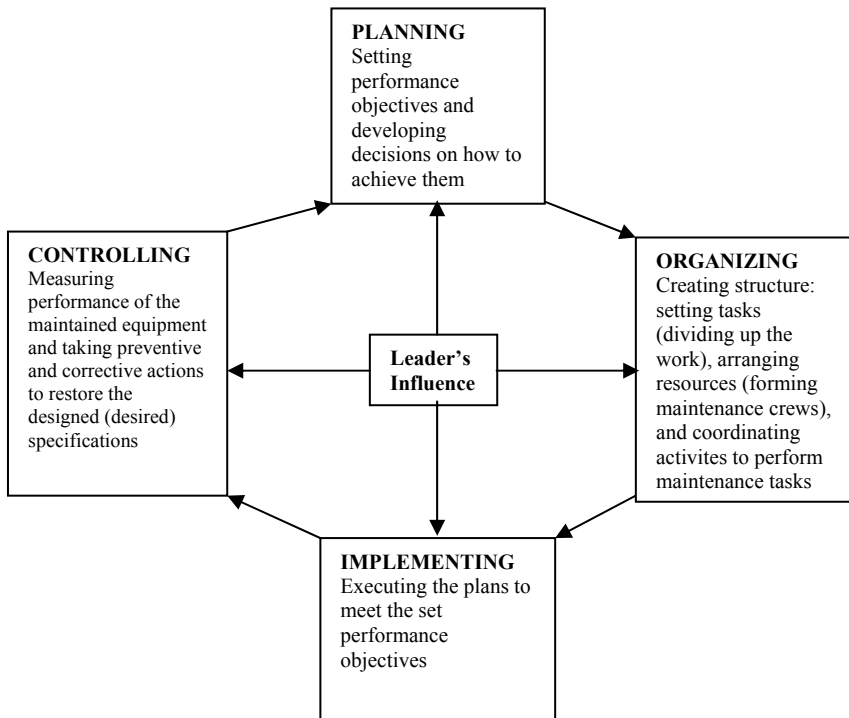 PLANNING
Setting
performance
objectives and
developing
decisions on how to
achieve them
CONTROLLING
Measuring
performance of the
maintained equipment
and taking preventive
and corrective actions
to restore the
designed (desired)
specifications
Leader's
Influence
ORGANIZING
Creating structure:
setting tasks
(dividing up the
work), arranging
resources (forming
maintenance crews),
and coordinating
activites to perform
maintenance tasks
IMPLEMENTING
Executing the plans to
meet the set
performance
objectives